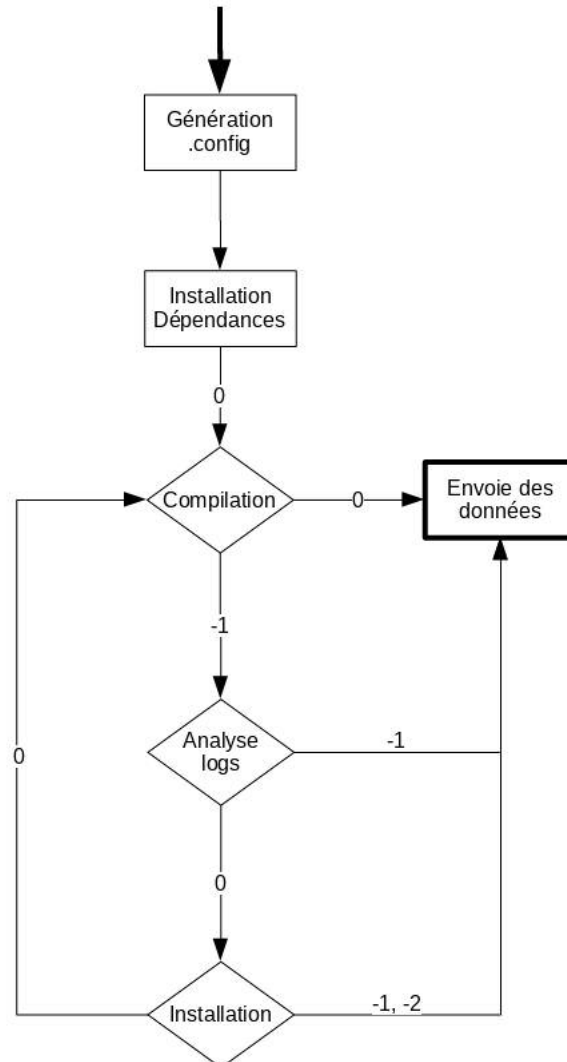 Génération
.config
Installation
Dépendances
0
Compilation
0
Envoie des
données
-1
Analyse
logs
-1
0
0
Installation
-1, -2